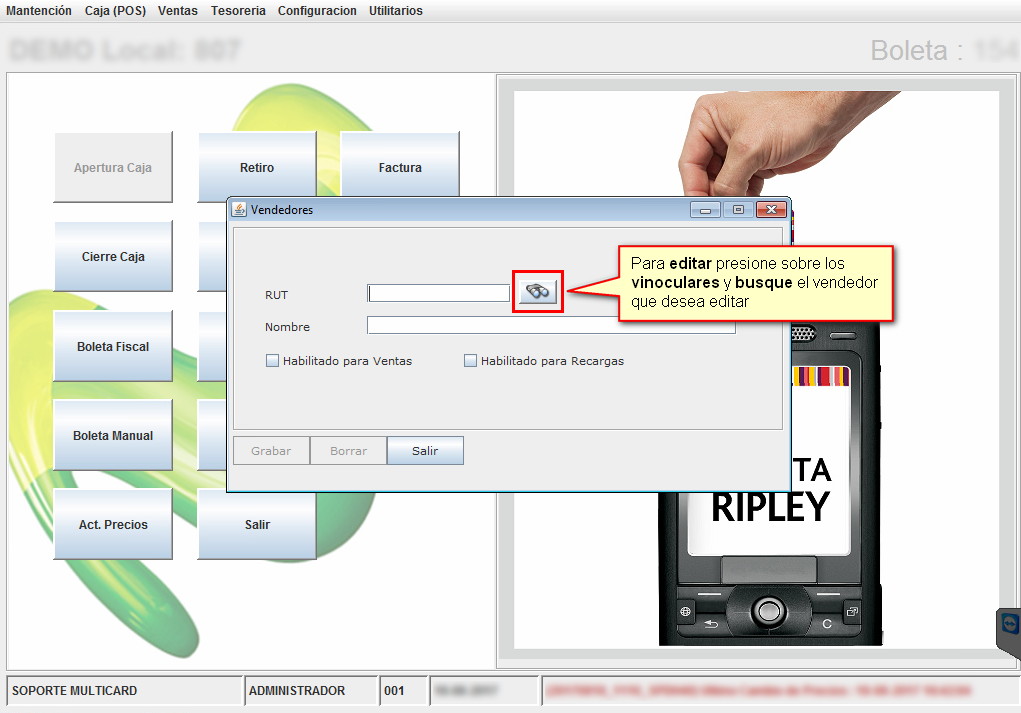 Mantención Caja (POS) Ventas Tesoreria Configuracion Utilitarios
DEMO Local: 807
Boleta : 154
Apertura Caja
Retiro
Factura
Cierre Caja
Boleta Fiscal
Boleta Manual
Act. Precios
Salir
Vendedores
RUT
Nombre
Habilitado para Ventas
Habilitado para Recargas
Grabar
Borrar
Salir
Para editar presione sobre los
vinoculares y busque el vendedor
que desea editar
TA
RIPLEY
C
SOPORTE MULTICARD
ADMINISTRADOR
001